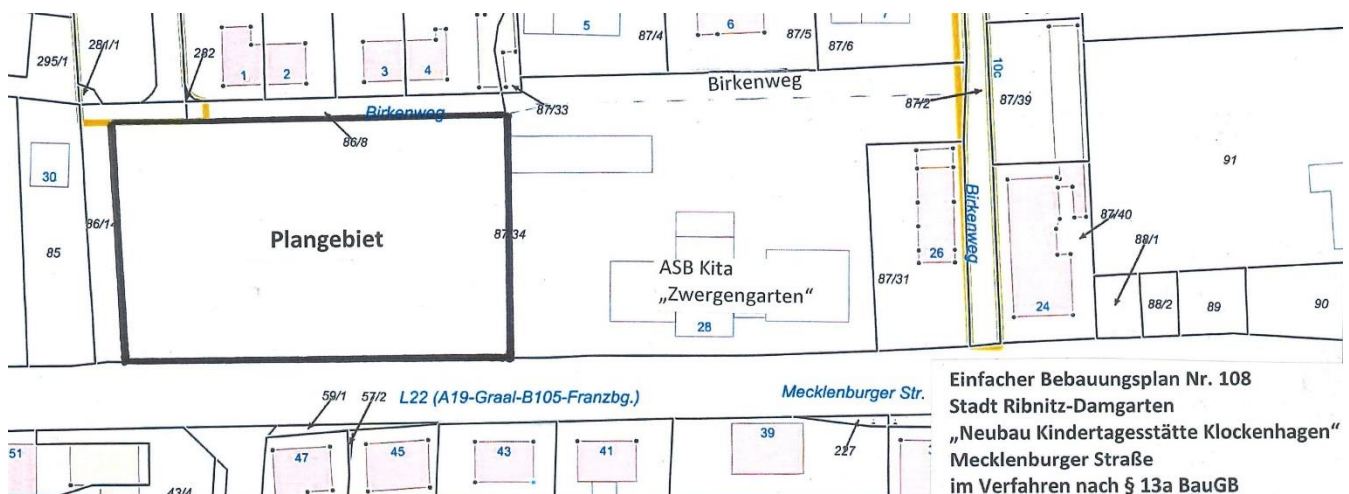 5
6
7
87/4
87/5
87/6
295/1
281/1
282
1
2
3
4
10c
Birkenweg
87/33
87/2
87/39
Birkenweg
86/8
30
91
86/14
85
Plangebiet
87/34
26
Birkenweg
87/40
88/1
ASB Kita
„Zwergengarten“
28
87/31
24
88/2
89
90
59/1
57/2
L22 (A19-Graal-B105-Franzbg.)
Mecklenburger Str.
51
47
45
43
41
39
227
43/4
Einfacher Bebauungsplan Nr. 108
Stadt Ribnitz-Damgarten
„Neubau Kindertagesstätte Klockenhagen“
Mecklenburger Straße
im Verfahren nach § 13a BauGB